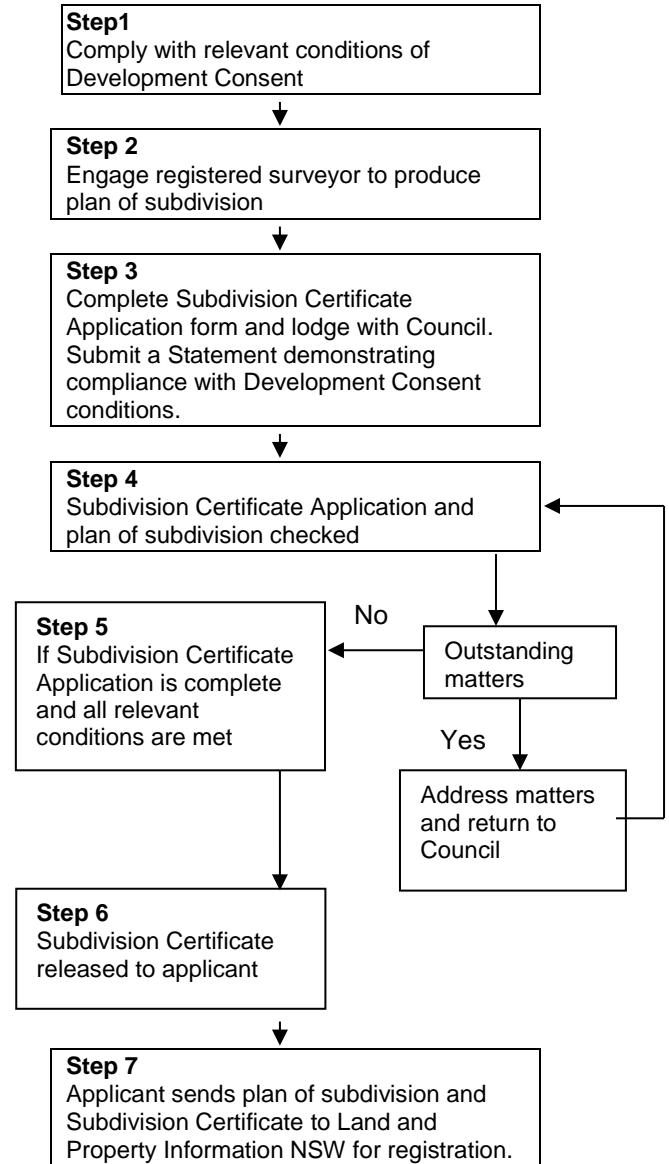 Step1
Comply with relevant conditions of
Development Consent
Step 2
Engage registered surveyor to produce
plan of subdivision
Step 3
Complete Subdivision Certificate
Application form and lodge with Council.
Submit a Statement demonstrating
compliance with Development Consent
conditions.
Step 4
Subdivision Certificate Application and
plan of subdivision checked
No
Outstanding
matters
Yes
Address matters
and return to
Council
Step 5
If Subdivision Certificate
Application is complete
and all relevant
conditions are met
Step 6
Subdivision Certificate
released to applicant
Step 7
Applicant sends plan of subdivision and
Subdivision Certificate to Land and
Property Information NSW for registration.